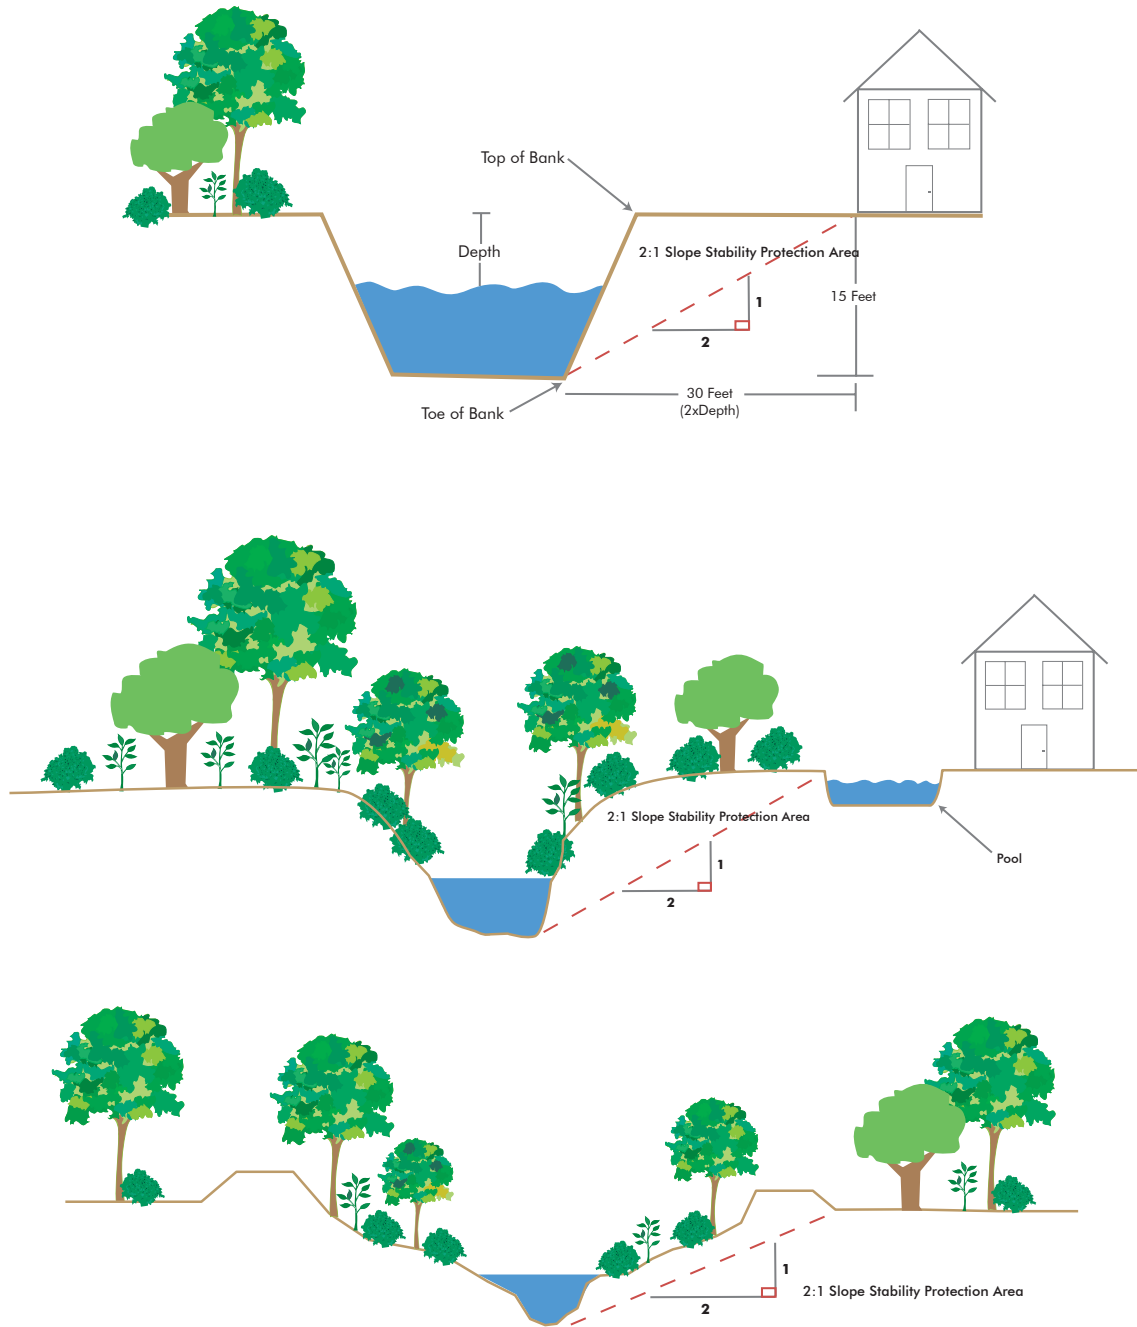 Top of Bank
Depth
2:1 Slope Stability Protection Area
1
15 Feet
2
30 Feet
(2xDepth)
Toe of Bank
2:1 Slope Stability Protection Area
1
Pool
2
1
2:1 Slope Stability Protection Area
2